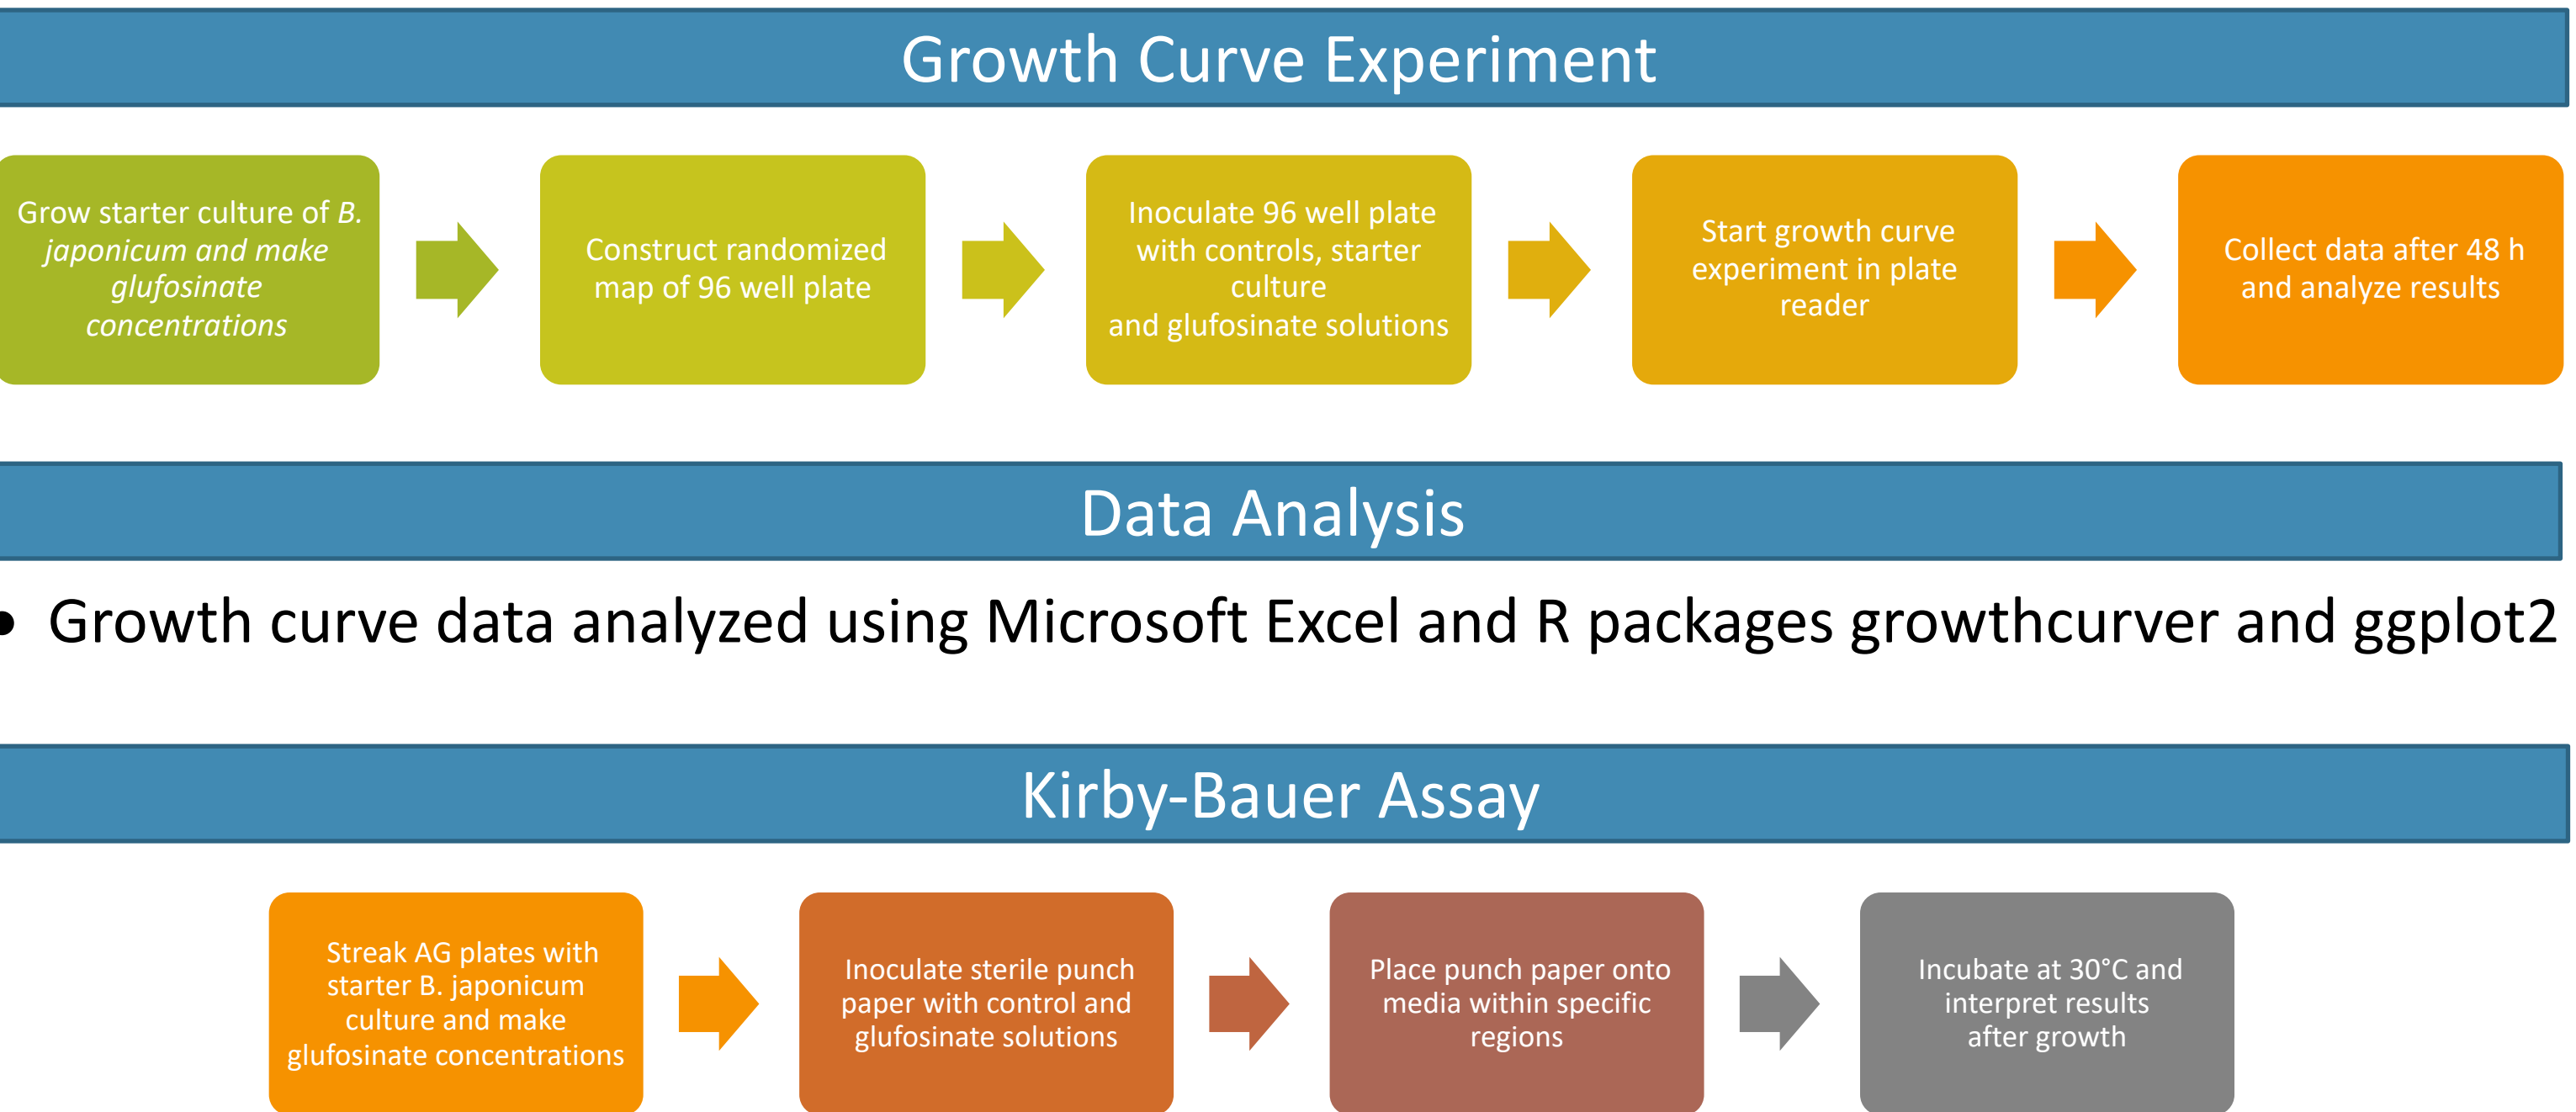 Growth Curve Experiment
Grow starter culture of B.
japonicum and make
glufosinate
concentrations
Construct randomized
map of 96 well plate
Inoculate 96 well plate
with controls, starter
culture
and glufosinate solutions
Start growth curve
experiment in plate
reader
Collect data after 48 h
and analyze results
Data Analysis
• Growth curve data analyzed using Microsoft Excel and R packages growthcurver and ggplot2
Kirby-Bauer Assay
Streak AG plates with
starter B. japonicum
culture and make
glufosinate concentrations
Inoculate sterile punch
paper with control and
glufosinate solutions
Place punch paper onto
media within specific
regions
Incubate at 30°C and
interpret results
after growth